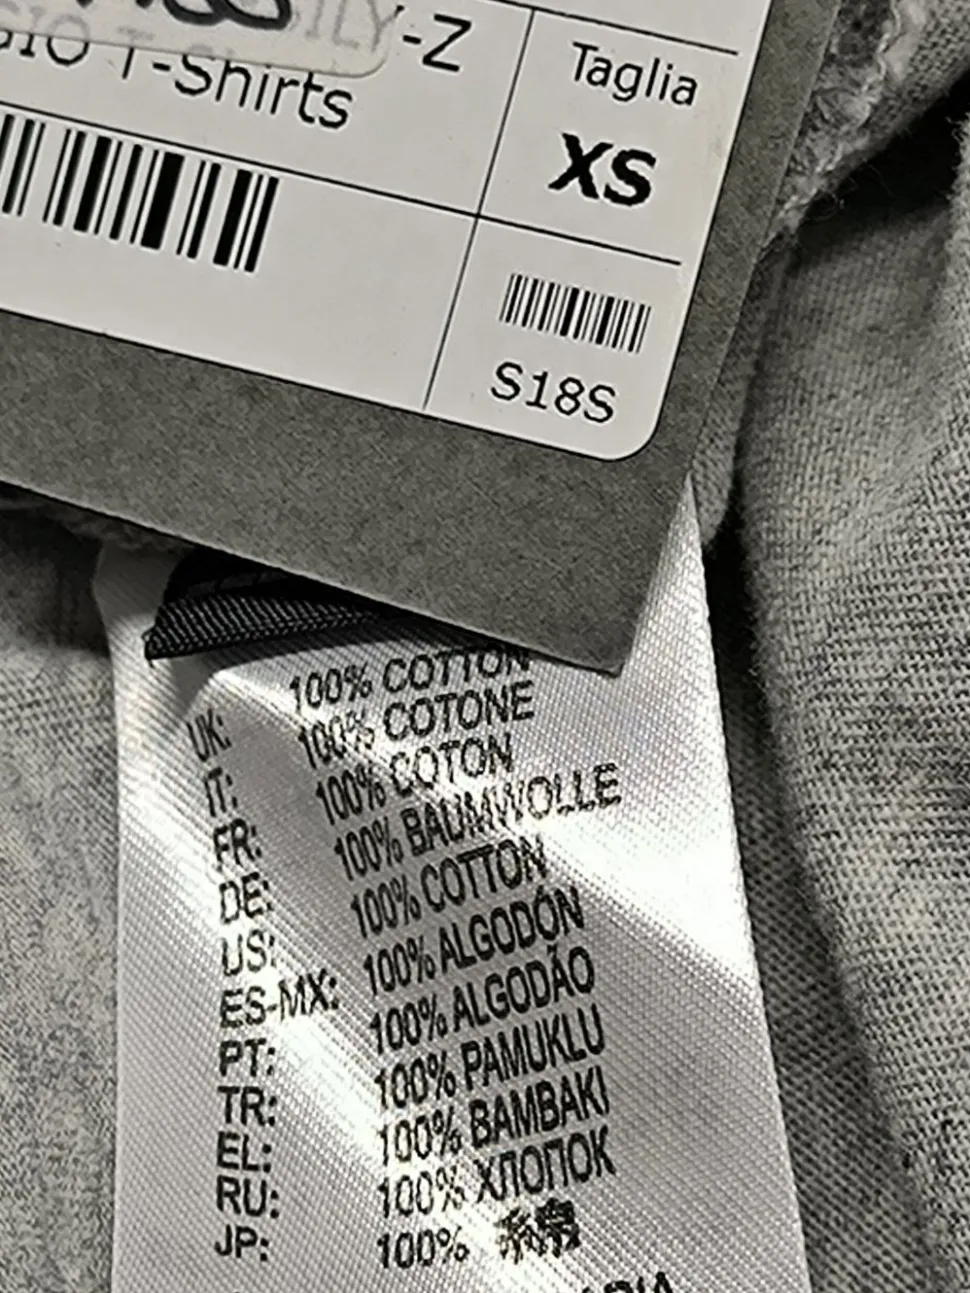 -Z
T-Shirts
Taglia
XS
S18S
100% COTTON
UK: 100% COTONE
IT: 100% COTON
FR: 100% BAUMWOLLE
DE: 100% COTTON
US: 100% ALGODÓN
ES-MX: 100% ALGODÃO
PT: 100% PAMUKLU
TR: 100% BAMBAKI
EL: 100% ХЛОПОК
RU: 100%
JP: